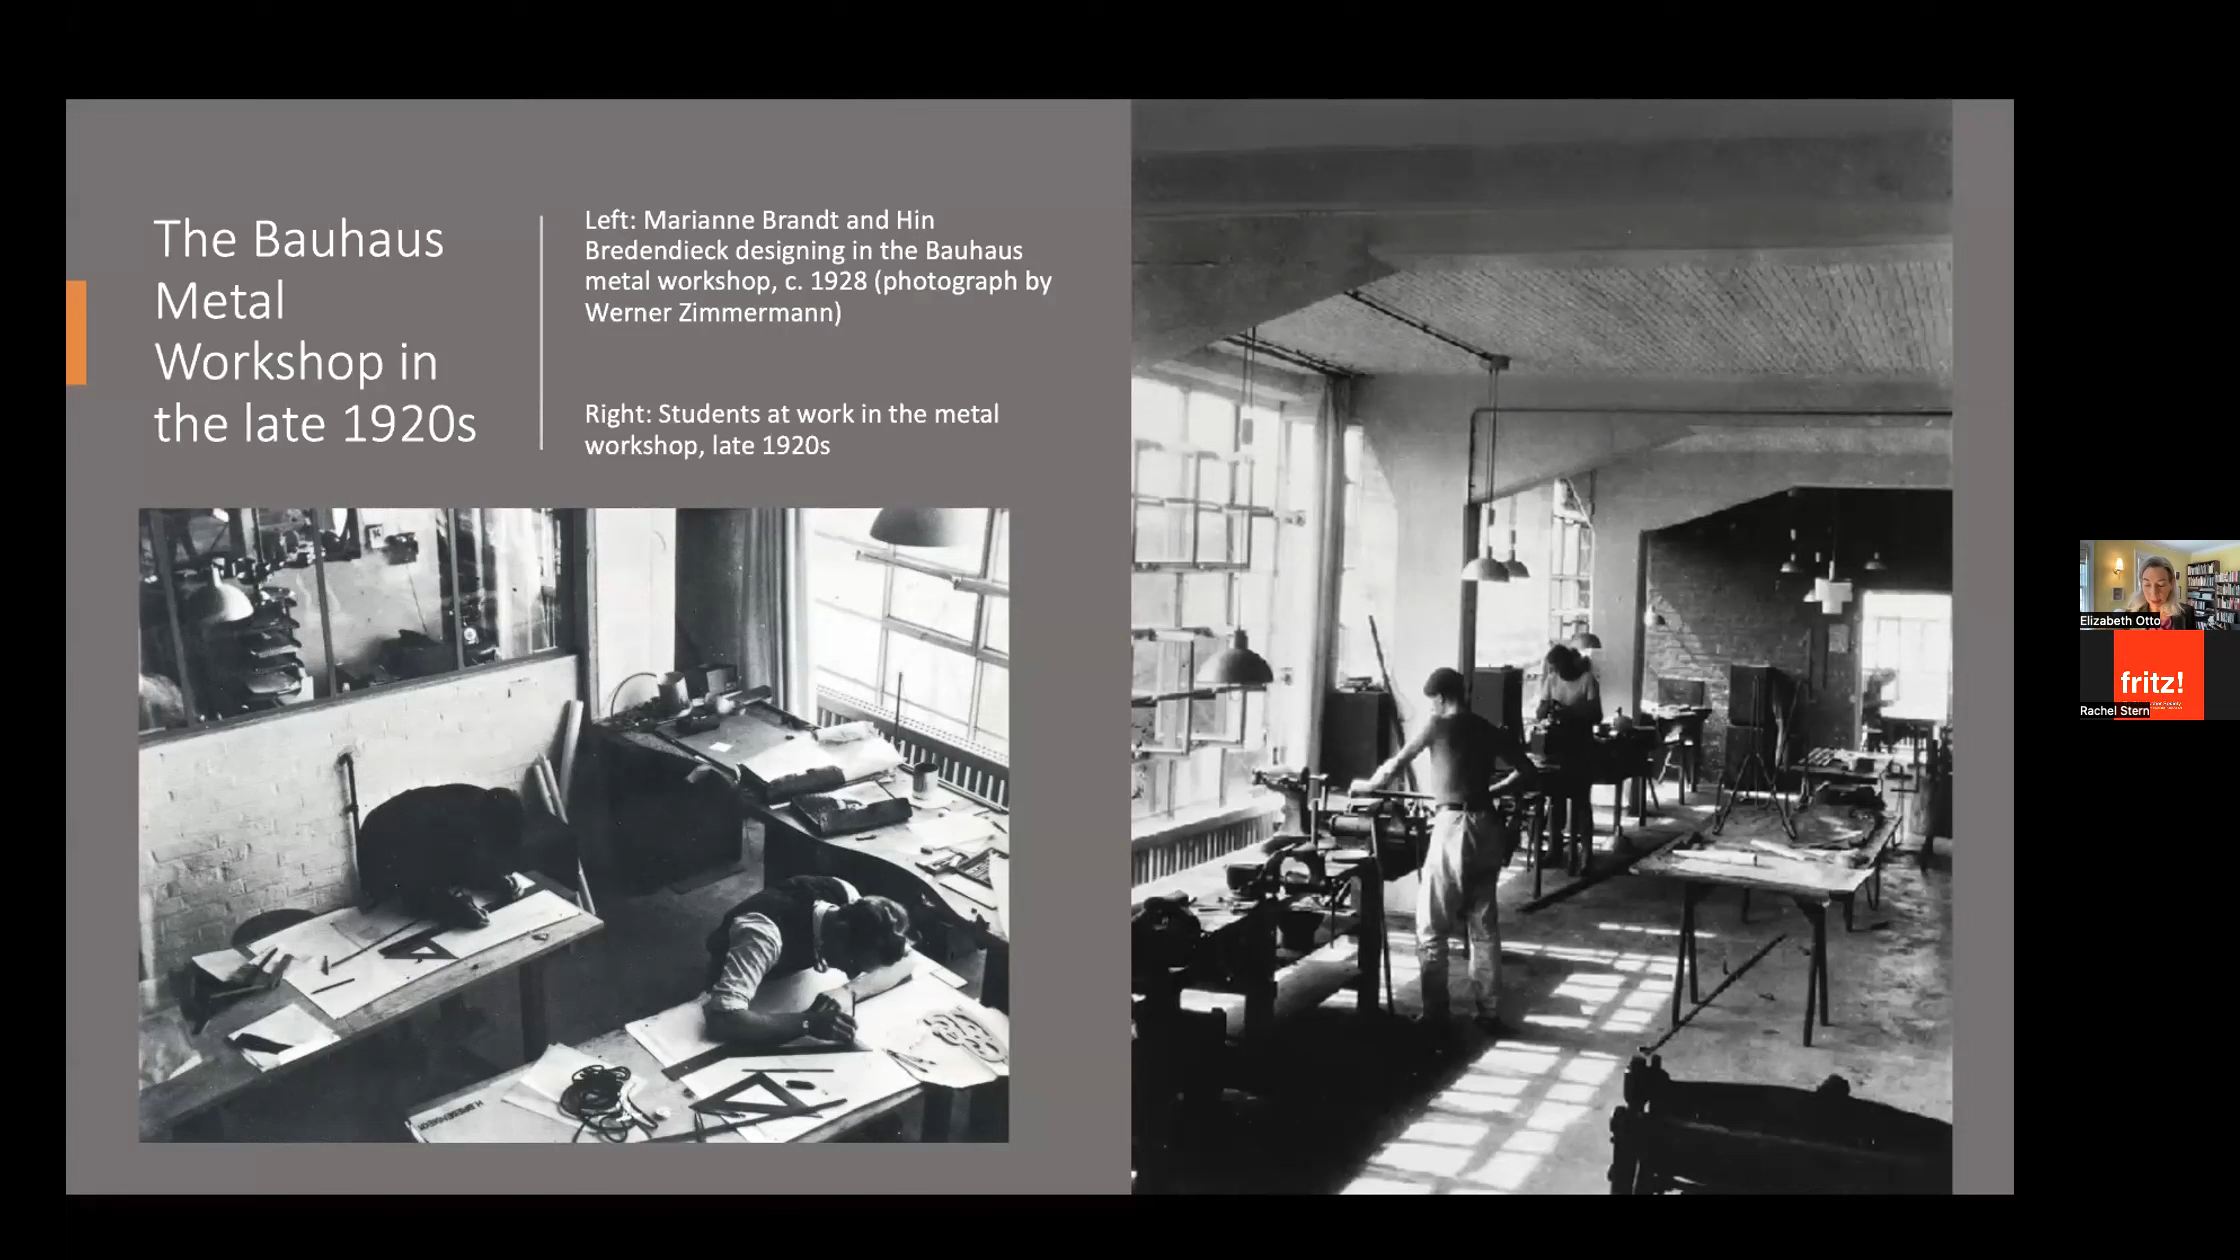 The Bauhaus
Metal
Workshop in
the late 1920s
Left: Marianne Brandt and Hin
Bredendieck designing in the Bauhaus
metal workshop, c. 1928 (photograph by
Werner Zimmermann)
Right: Students at work in the metal
workshop, late 1920s
Elizabeth Otto
fritz!
Rachel Stern